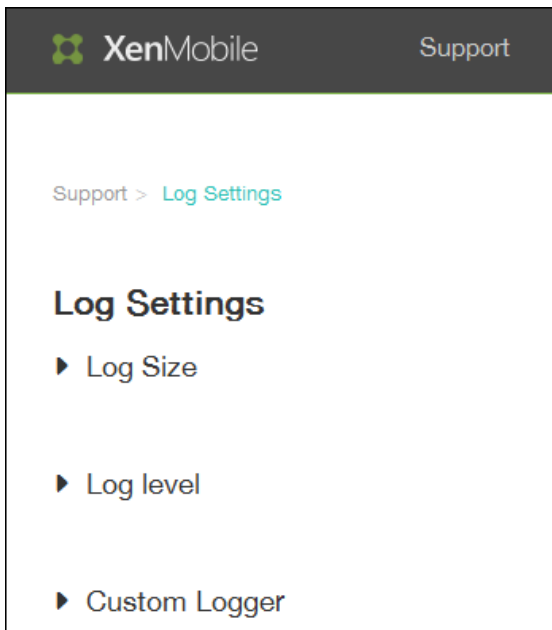 XenMobile Support
Support > Log Settings
Log Settings
Log Size
Log level
Custom Logger